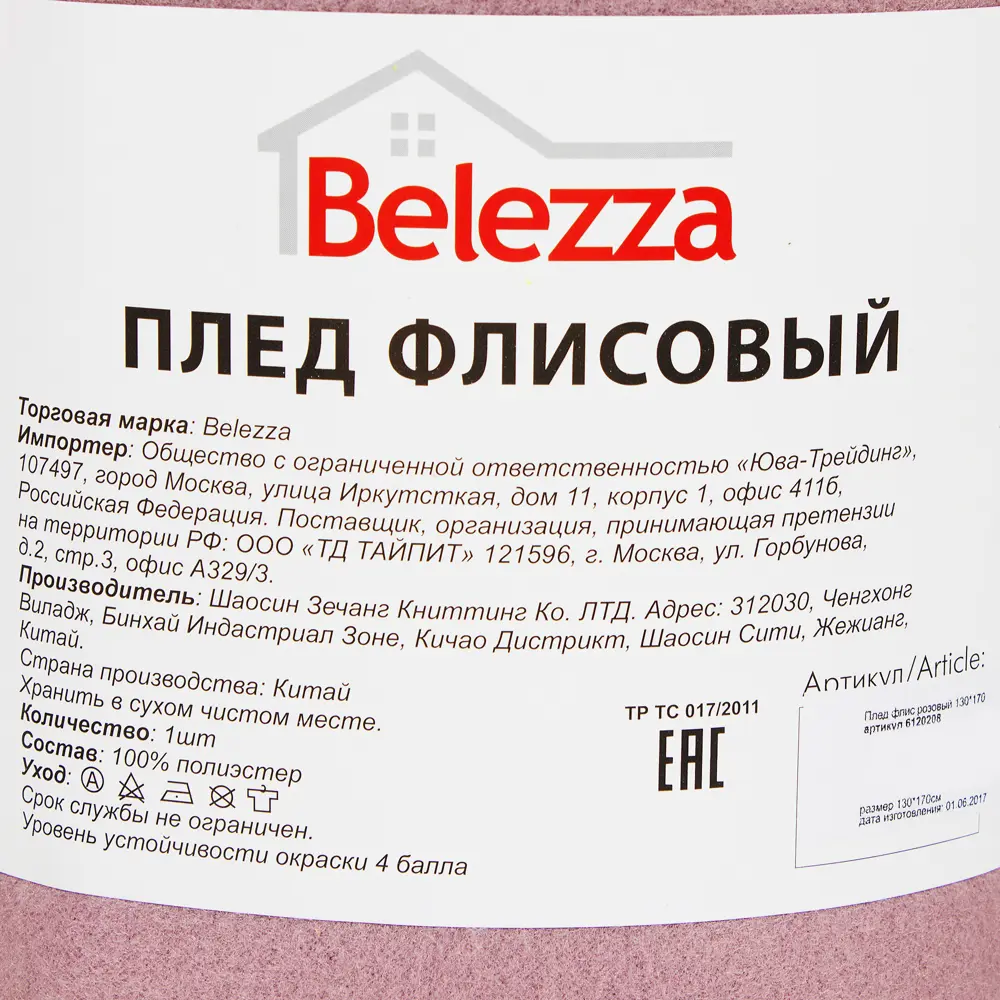 Belezza
ПЛЕД ФЛИСОВЫЙ
Торговая марка: Belezza
Импортер: Общество с ограниченной ответственностью «Юва-Трейдинг»,
107497, город Москва, улица Иркутсткая, дом 11, корпус 1, офис 411б,
Российская Федерация. Поставщик, организация, принимающая претензии
на территории РФ: ООО «ТД ТАЙПИТ» 121596, г. Москва, ул. Горбунова,
д.2, стр.3, офис А329/3.
Производитель: Шаосин Зечанг Книттинг Ко. ЛТД. Адрес: 312030, Ченгхонг
Виладж, Бинхай Индастриал Зоне, Кичао Дистрикт, Шаосин Сити, Жежианг,
Китай.
Страна производства: Китай
Хранить в сухом чистом месте.
Количество: 1шт
Состав: 100% полиэстер
Уход: A
Срок службы не ограничен.
Уровень устойчивости окраски 4 балла
ТР ТС 017/2011
EAC
Артикул/Article:
Плед флис розовый 130*170
артикул 6120208
размер 130*170см
дата изготовления: 01.06.2017